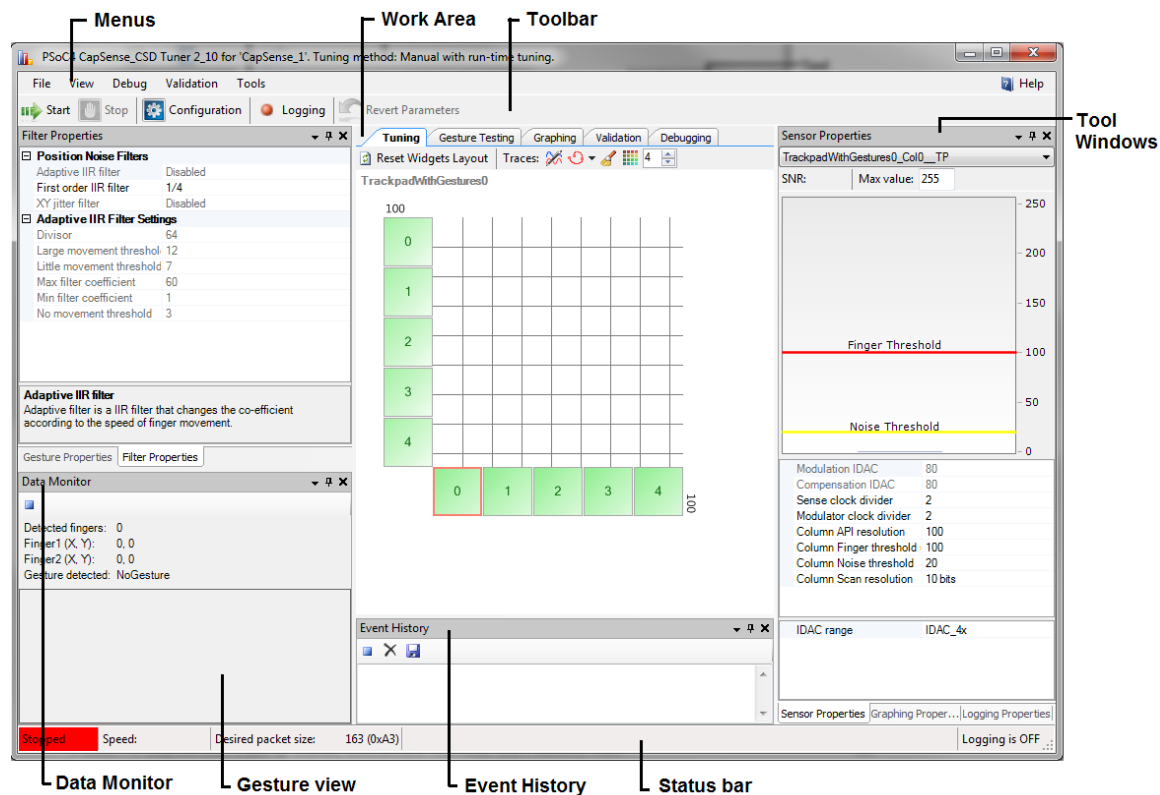 Menus
Work Area
Toolbar
PSoC4 CapSense_CSD Tuner 2_10 for 'CapSense_1'. Tuning method: Manual with run-time tuning.
File View Debug Validation Tools Help
Start Stop Configuration Logging Revert Parameters
Tool
Windows
Filter Properties
Position Noise Filters
Adaptive IIR filter Disabled
First order IIR filter 1/4
XY jitter filter Disabled
Adaptive IIR Filter Settings
Divisor 64
Large movement threshol 12
Little movement threshold 7
Max filter coefficient 60
Min filter coefficient 1
No movement threshold 3
Adaptive IIR filter
Adaptive filter is a IIR filter that changes the co-efficient
according to the speed of finger movement.
Gesture Properties Filter Properties
Data Monitor
Detected fingers: 0
Finger1 (X, Y): 0, 0
Finger2 (X, Y): 0, 0
Gesture detected: NoGesture
Tuning Gesture Testing Graphing Validation Debugging
Reset Widgets Layout Traces: 4
TrackpadWithGestures0
100
0
1
2
3
4
0 1 2 3 4
100
Event History
Sensor Properties
TrackpadWithGestures0_Col0__TP
SNR: Max value: 255
250
200
150
Finger Threshold
100
50
Noise Threshold
0
Modulation IDAC 80
Compensation IDAC 80
Sense clock divider 2
Modulator clock divider 2
Column API resolution 100
Column Finger threshold 100
Column Noise threshold 20
Column Scan resolution 10 bits
IDAC range IDAC_4x
Sensor Properties Graphing Proper... Logging Properties
Stopped Speed: Desired packet size: 163 (0xA3) Logging is OFF
Data Monitor
Gesture view
Event History
Status bar